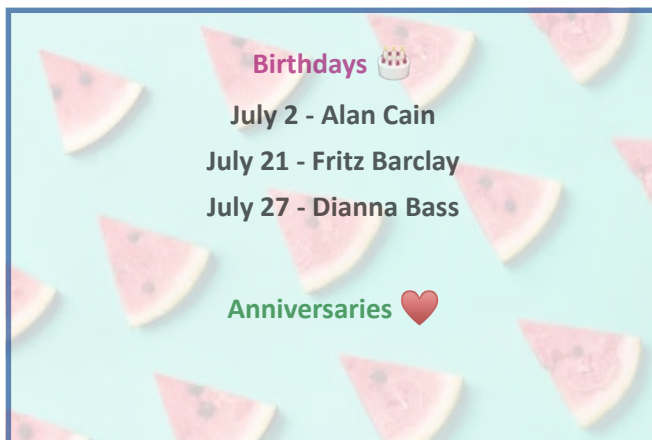 Birthdays 🎂
July 2 - Alan Cain
July 21 - Fritz Barclay
July 27 - Dianna Bass
Anniversaries ❤️